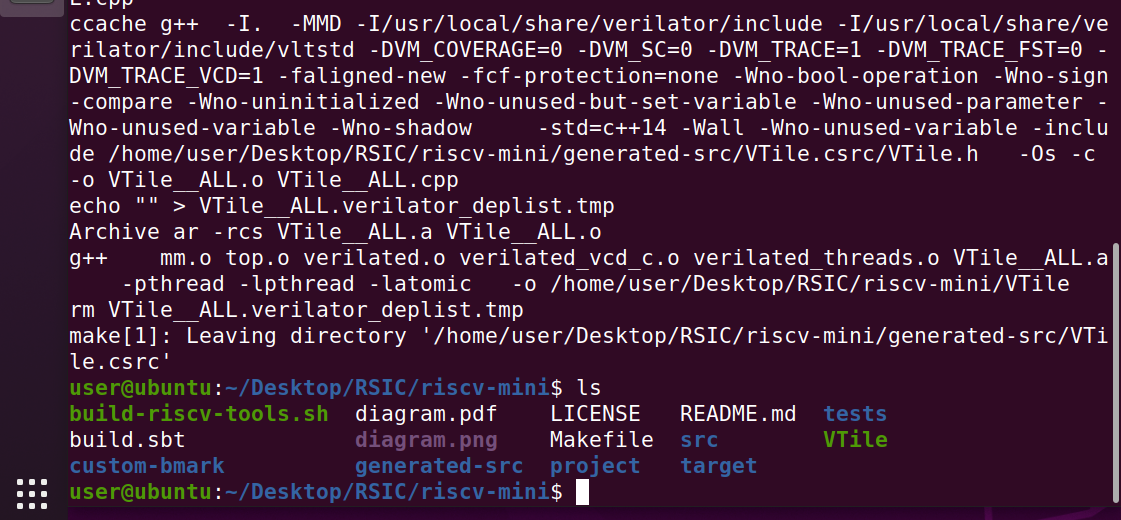 E.cpp
ccache g++  -I.  -MMD -I/usr/local/share/verilator/include -I/usr/local/share/ve
rilator/include/vltstd -DVM_COVERAGE=0 -DVM_SC=0 -DVM_TRACE=1 -DVM_TRACE_FST=0 -
DVM_TRACE_VCD=1 -faligned-new -fcf-protection=none -Wno-bool-operation -Wno-sign
-compare -Wno-uninitialized -Wno-unused-but-set-variable -Wno-unused-parameter -
Wno-unused-variable -Wno-shadow     -std=c++14 -Wall -Wno-unused-variable -inclu
de /home/user/Desktop/RSIC/riscv-mini/generated-src/VTile.csrc/VTile.h   -Os -c
-o VTile__ALL.o VTile__ALL.cpp
echo "" > VTile__ALL.verilator_deplist.tmp
Archive ar -rcs VTile__ALL.a VTile__ALL.o
g++    mm.o top.o verilated.o verilated_vcd_c.o verilated_threads.o VTile__ALL.a
    -pthread -lpthread -latomic   -o /home/user/Desktop/RSIC/riscv-mini/VTile
rm VTile__ALL.verilator_deplist.tmp
make[1]: Leaving directory '/home/user/Desktop/RSIC/riscv-mini/generated-src/VTi
le.csrc'
user@ubuntu:~/Desktop/RSIC/riscv-mini$ ls
build-riscv-tools.sh  diagram.pdf    LICENSE   README.md  tests
build.sbt             diagram.png    Makefile  src        VTile
custom-bmark          generated-src  project   target
user@ubuntu:~/Desktop/RSIC/riscv-mini$